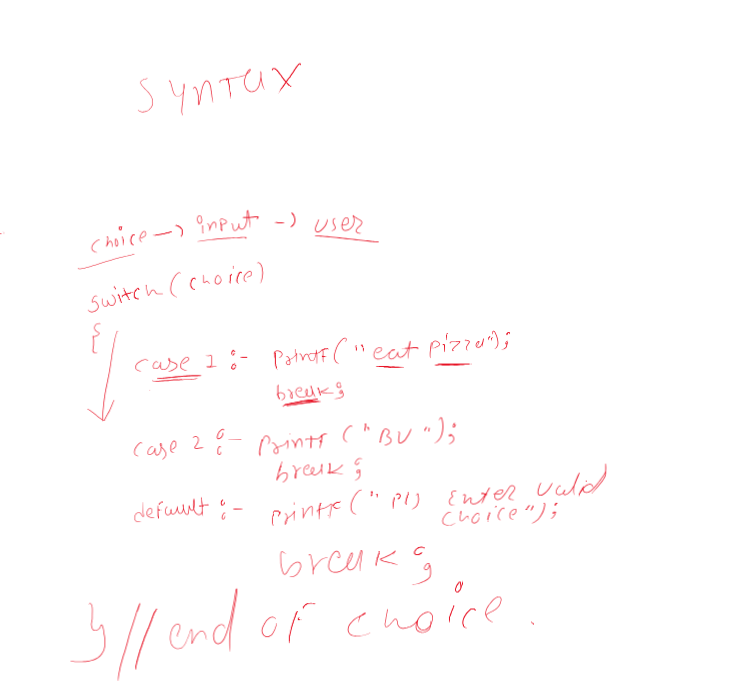 SYNTAX
choice -> input -> user
switch (choice)
{
case 1 :- printf(" eat pizza");
break;
case 2 :- printf (" BU ");
break ;
default :- printf (" Pl) Enter valid
choice");
break ;
} // end of choice .